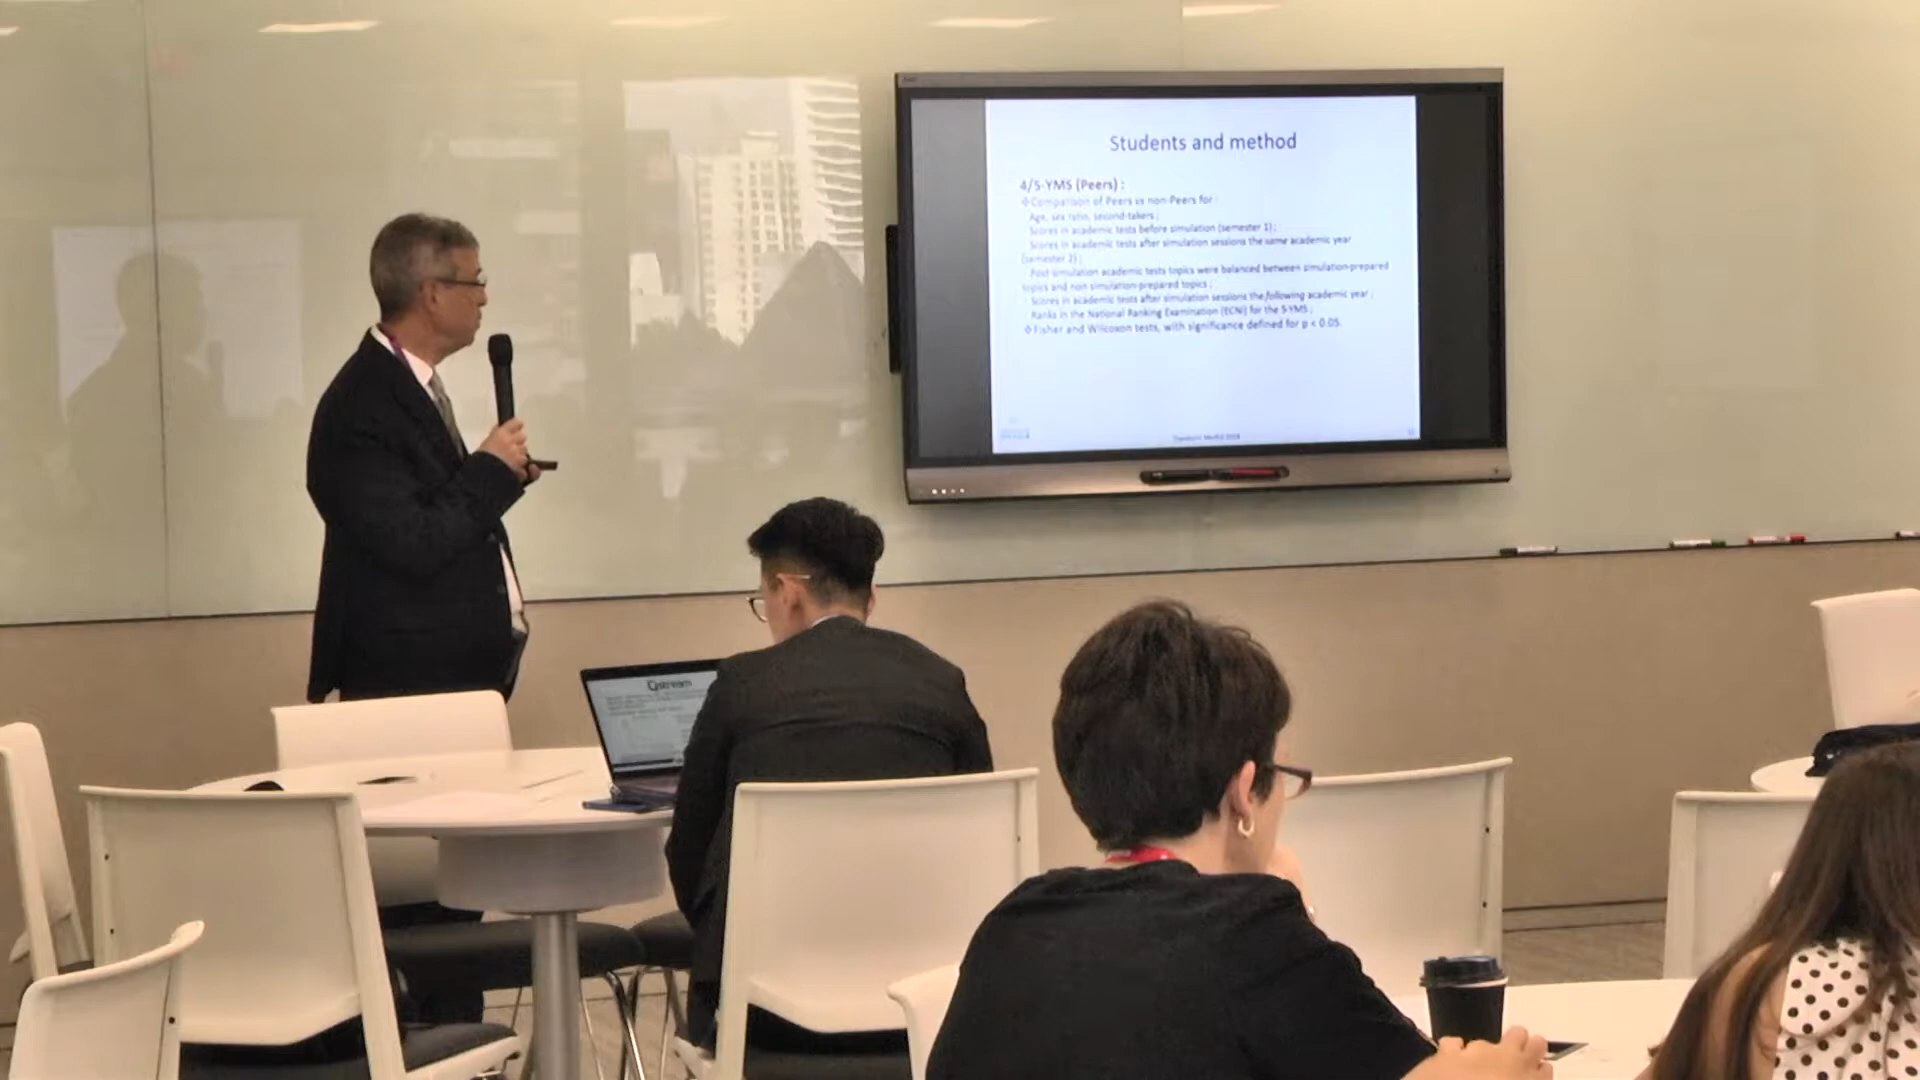 Students and method
4/5-YMS (Peers) :
Comparison of Peers vs non-Peers for :
Age, sex ratio, second-takers ;
Scores in academic tests before simulation (semester 1) ;
Scores in academic tests after simulation sessions the same academic year
(semester 2) ;
Post-simulation academic tests topics were balanced between simulation-prepared
topics and non simulation-prepared topics ;
Scores in academic tests after simulation sessions the following academic year ;
Ranks in the National Ranking Examination (ECNi) for the 5-YMS ;
Fisher and Wilcoxon tests, with significance defined for p < 0.05.
Qstream